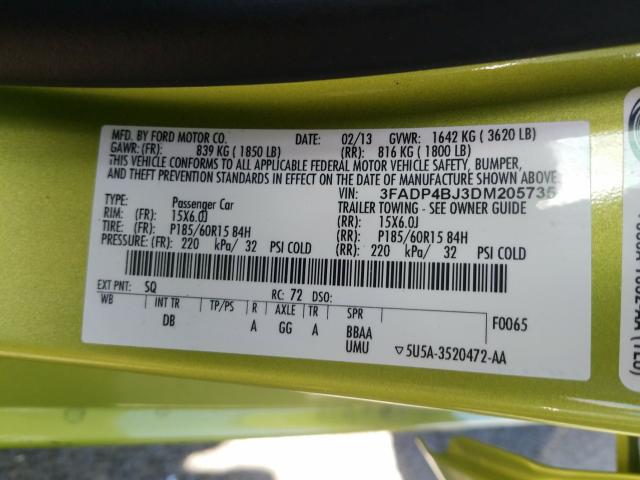 MFD. BY FORD MOTOR CO. DATE: 02/13 GVWR: 1642 KG ( 3620 LB)
GAWR: (FR): 839 KG ( 1850 LB) (RR): 816 KG ( 1800 LB)
THIS VEHICLE CONFORMS TO ALL APPLICABLE FEDERAL MOTOR VEHICLE SAFETY, BUMPER,
AND THEFT PREVENTION STANDARDS IN EFFECT ON THE DATE OF MANUFACTURE SHOWN ABOVE.
VIN: 3FADP4BJ3DM205735
TYPE: Passenger Car TRAILER TOWING - SEE OWNER GUIDE
RIM: (FR): 15X6.0J (RR): 15X6.0J
TIRE: (FR): P185/60R15 84H (RR): P185/60R15 84H
PRESSURE: (FR): 220 kPa/ 32 PSI COLD (RR): 220 kPa/ 32 PSI COLD
EXT PNT: SQ RC: 72 DSO:
WB INT TR TP/PS R AXLE TR SPR F0065
DB A GG A BBAA
UMU ▽5U5A-3520472-AA